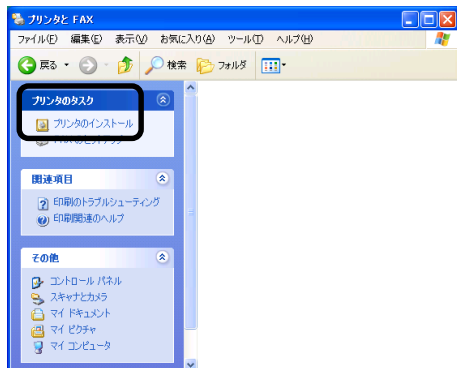 プリンタと FAX
ファイル(F) 編集(E) 表示(V) お気に入り(A) ツール(T) ヘルプ(H)
戻る 検索 フォルダ
プリンタのタスク
プリンタのインストール
関連項目
印刷のトラブルシューティング
印刷関連のヘルプ
その他
コントロール パネル
スキャナとカメラ
マイ ドキュメント
マイ ピクチャ
マイ コンピュータ